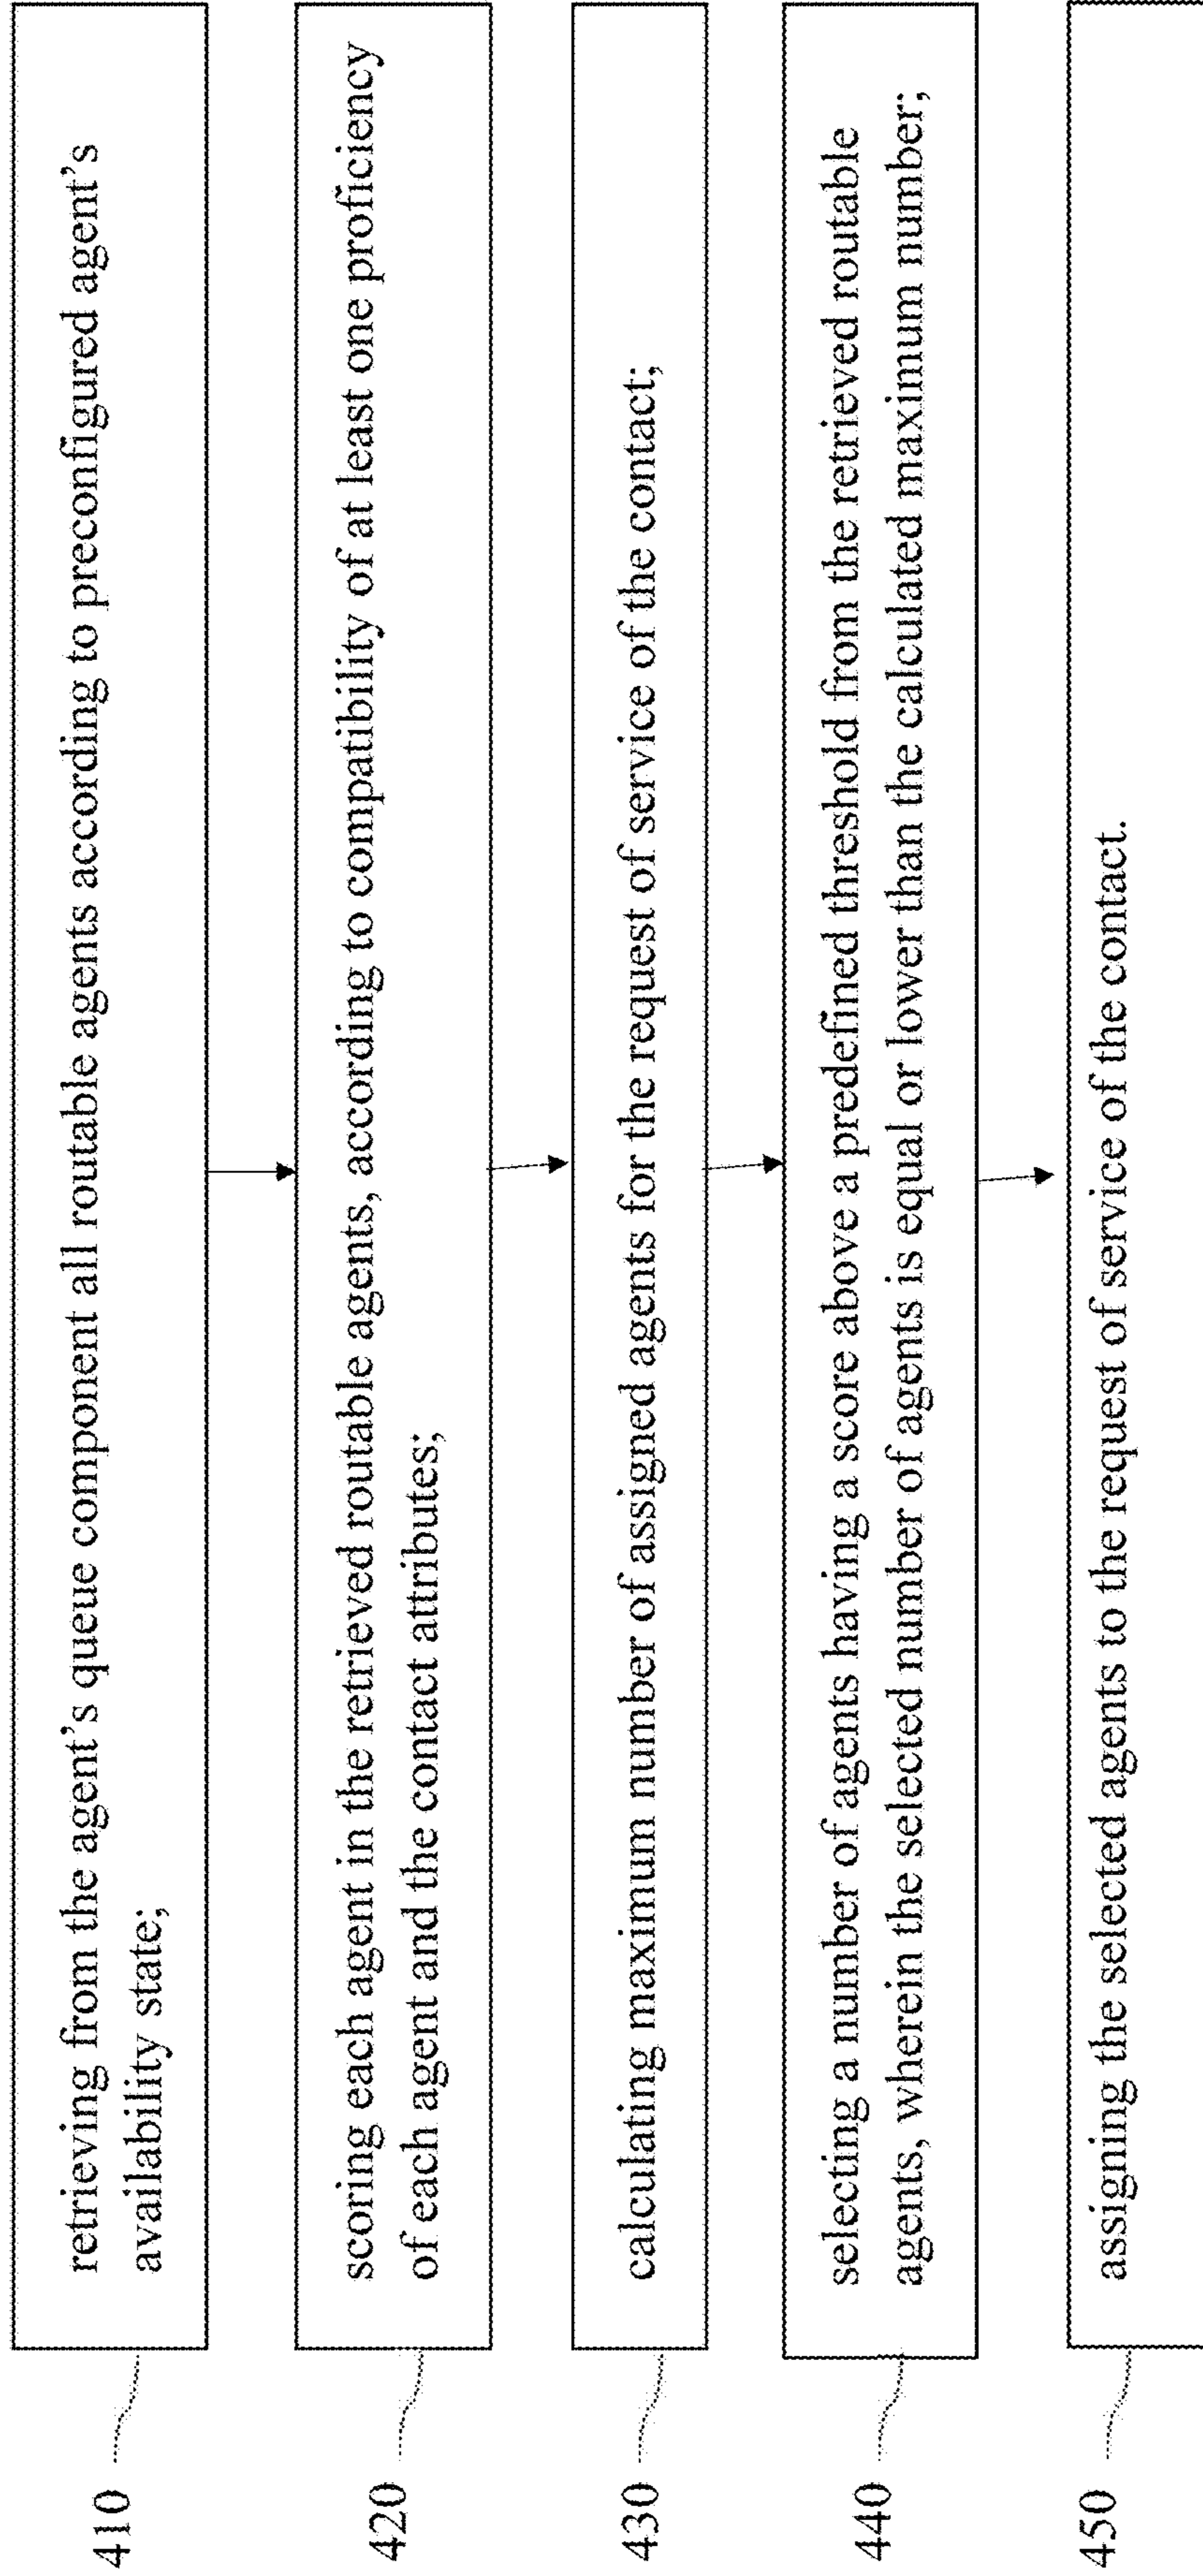 410
retrieving from the agent's queue component all routable agents according to preconfigured agent's
availability state;
420
scoring each agent in the retrieved routable agents, according to compatibility of at least one proficiency
of each agent and the contact attributes;
430
calculating maximum number of assigned agents for the request of service of the contact;
440
selecting a number of agents having a score above a predefined threshold from the retrieved routable
agents, wherein the selected number of agents is equal or lower than the calculated maximum number;
450
assigning the selected agents to the request of service of the contact.